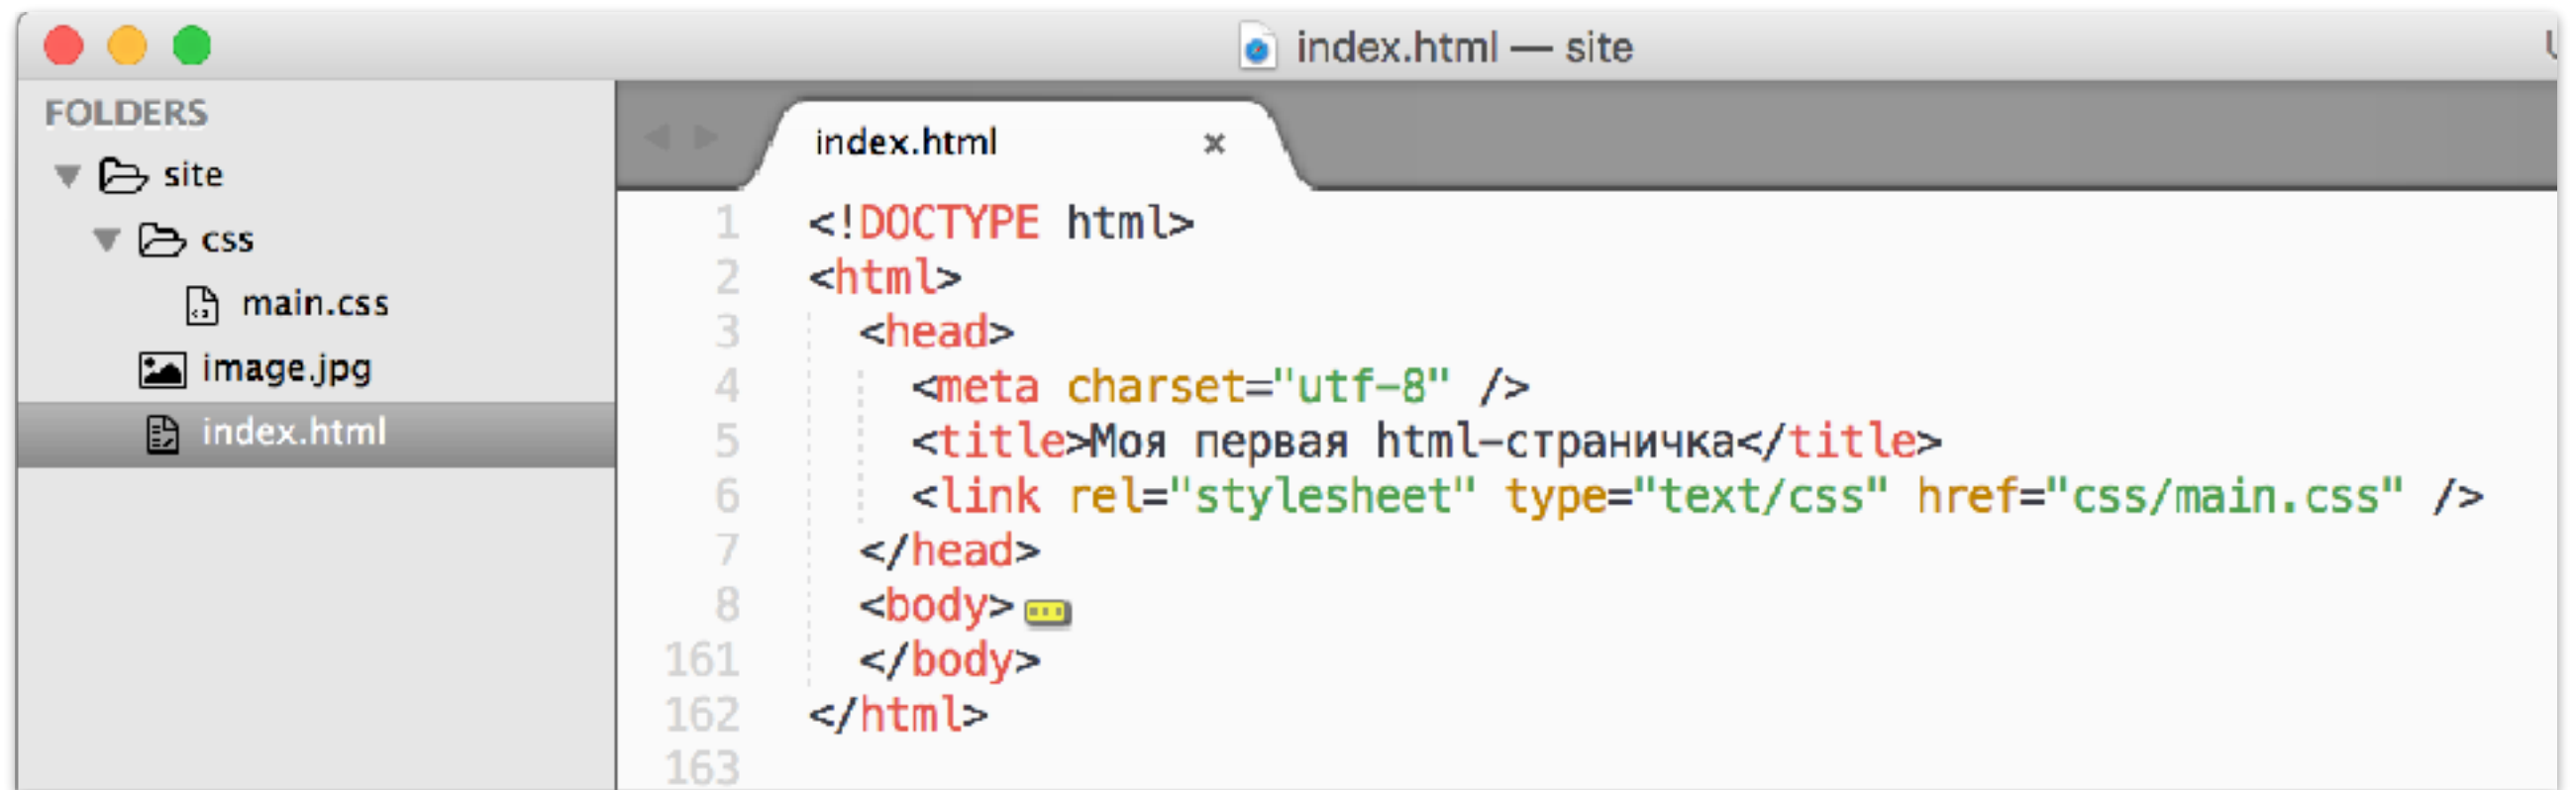 index.html — site
FOLDERS
site
css
main.css
image.jpg
index.html
index.html
1 <!DOCTYPE html>
2 <html>
3 <head>
4 <meta charset="utf-8" />
5 <title>Моя первая html-страничка</title>
6 <link rel="stylesheet" type="text/css" href="css/main.css" />
7 </head>
8 <body>
161 </body>
162 </html>
163